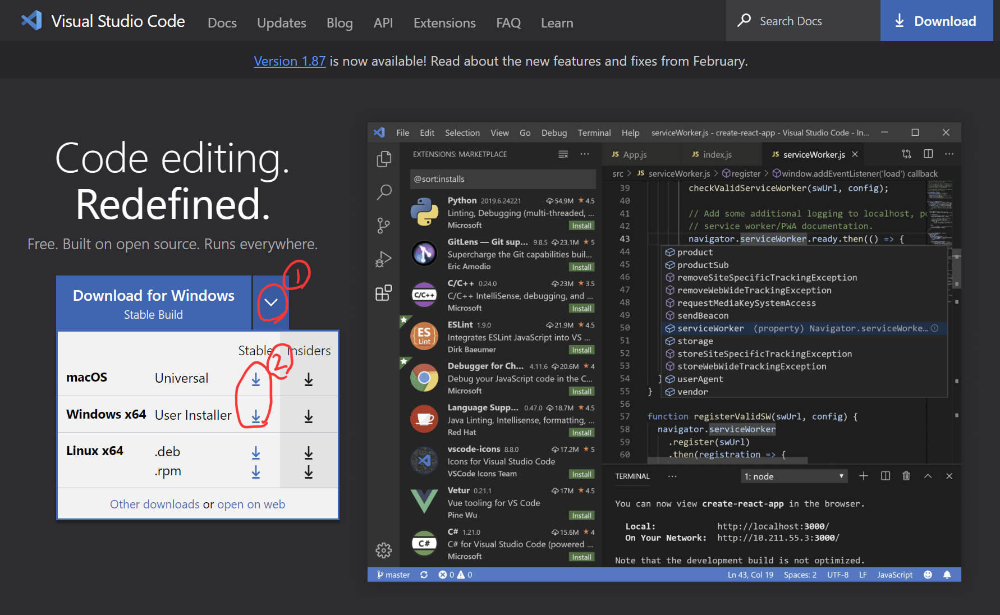 Visual Studio Code Docs Updates Blog API Extensions FAQ Learn Search Docs Download
Version 1.87 is now available! Read about the new features and fixes from February.
Code editing.
Redefined.
Free. Built on open source. Runs everywhere.
1
Download for Windows
Stable Build
Stable 2 Insiders
macOS Universal
Windows x64 User Installer
Linux x64 .deb
.rpm
Other downloads or open on web
File Edit Selection View Go Debug Terminal Help serviceWorker.js - create-react-app - Visual Studio Code - In...
EXTENSIONS: MARKETPLACE
@sort:installs
Python 2019.6.24221 54.9M 4.5
Linting, Debugging (multi-threaded, ...
Microsoft Install
GitLens — Git sup... 9.8.5 23.1M 5
Supercharge the Git capabilities buil...
Eric Amodio Install
C/C++ 0.24.0 23M 3.5
C/C++
C/C++ IntelliSense, debugging, and ...
Microsoft Install
ESLint 1.9.0 21.9M 4.5
ES
Lint
Integrates ESLint JavaScript into VS ...
Dirk Baeumer Install
Debugger for Ch... 4.11.6 20.6M 4
Debug your JavaScript code in the C...
Microsoft Install
Language Supp... 0.47.0 18.7M 4.5
Java Linting, Intellisense, formatting, ...
Red Hat Install
vscode-icons 8.8.0 17.2M 5
Icons for Visual Studio Code
VSCode Icons Team Install
Vetur 0.21.1 17M 4.5
Vue tooling for VS Code
Pine Wu Install
C# 1.21.0 15.6M 4
C#
C# for Visual Studio Code (powered ...
Microsoft Install
JS App.js JS index.js JS serviceWorker.js
src > JS serviceWorker.js > register > window.addEventListener('load') callback
39 checkValidServiceWorker(swUrl, config);
40
41 // Add some additional logging to localhost, po
42 // service worker/PWA documentation.
43 navigator.serviceWorker.ready.then(() => {
44 product
45 productSub
46 removeSiteSpecificTrackingException
47 removeWebWideTrackingException
48 requestMediaKeySystemAccess
49 sendBeacon
50 serviceWorker (property) Navigator.serviceWorke...
51 storage
52 storeSiteSpecificTrackingException
53 storeWebWideTrackingException
54 } userAgent
55 } vendor
56
57 function registerValidSW(swUrl, config) {
58 navigator.serviceWorker
59 .register(swUrl)
60 .then(registration => {
TERMINAL ... 1: node
You can now view create-react-app in the browser.
Local: http://localhost:3000/
On Your Network: http://10.211.55.3:3000/
Note that the development build is not optimized.
master 0 0 Ln 43, Col 19 Spaces: 2 UTF-8 LF JavaScript